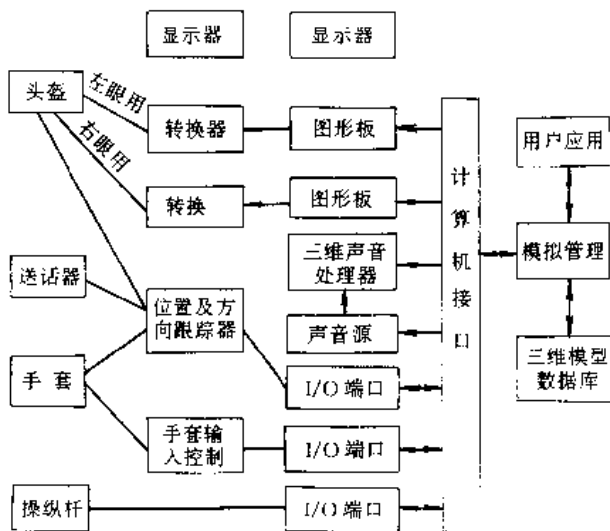 显示器
显示器
头盔
左眼用
转换器
图形板
用户应用
右眼用
转换
图形板
计算机接口
模拟管理
三维声音
处理器
送话器
位置及方
向跟踪器
声音源
三维模型
数据库
手套
I/O端口
手套输
入控制
I/O端口
操纵杆
I/O端口